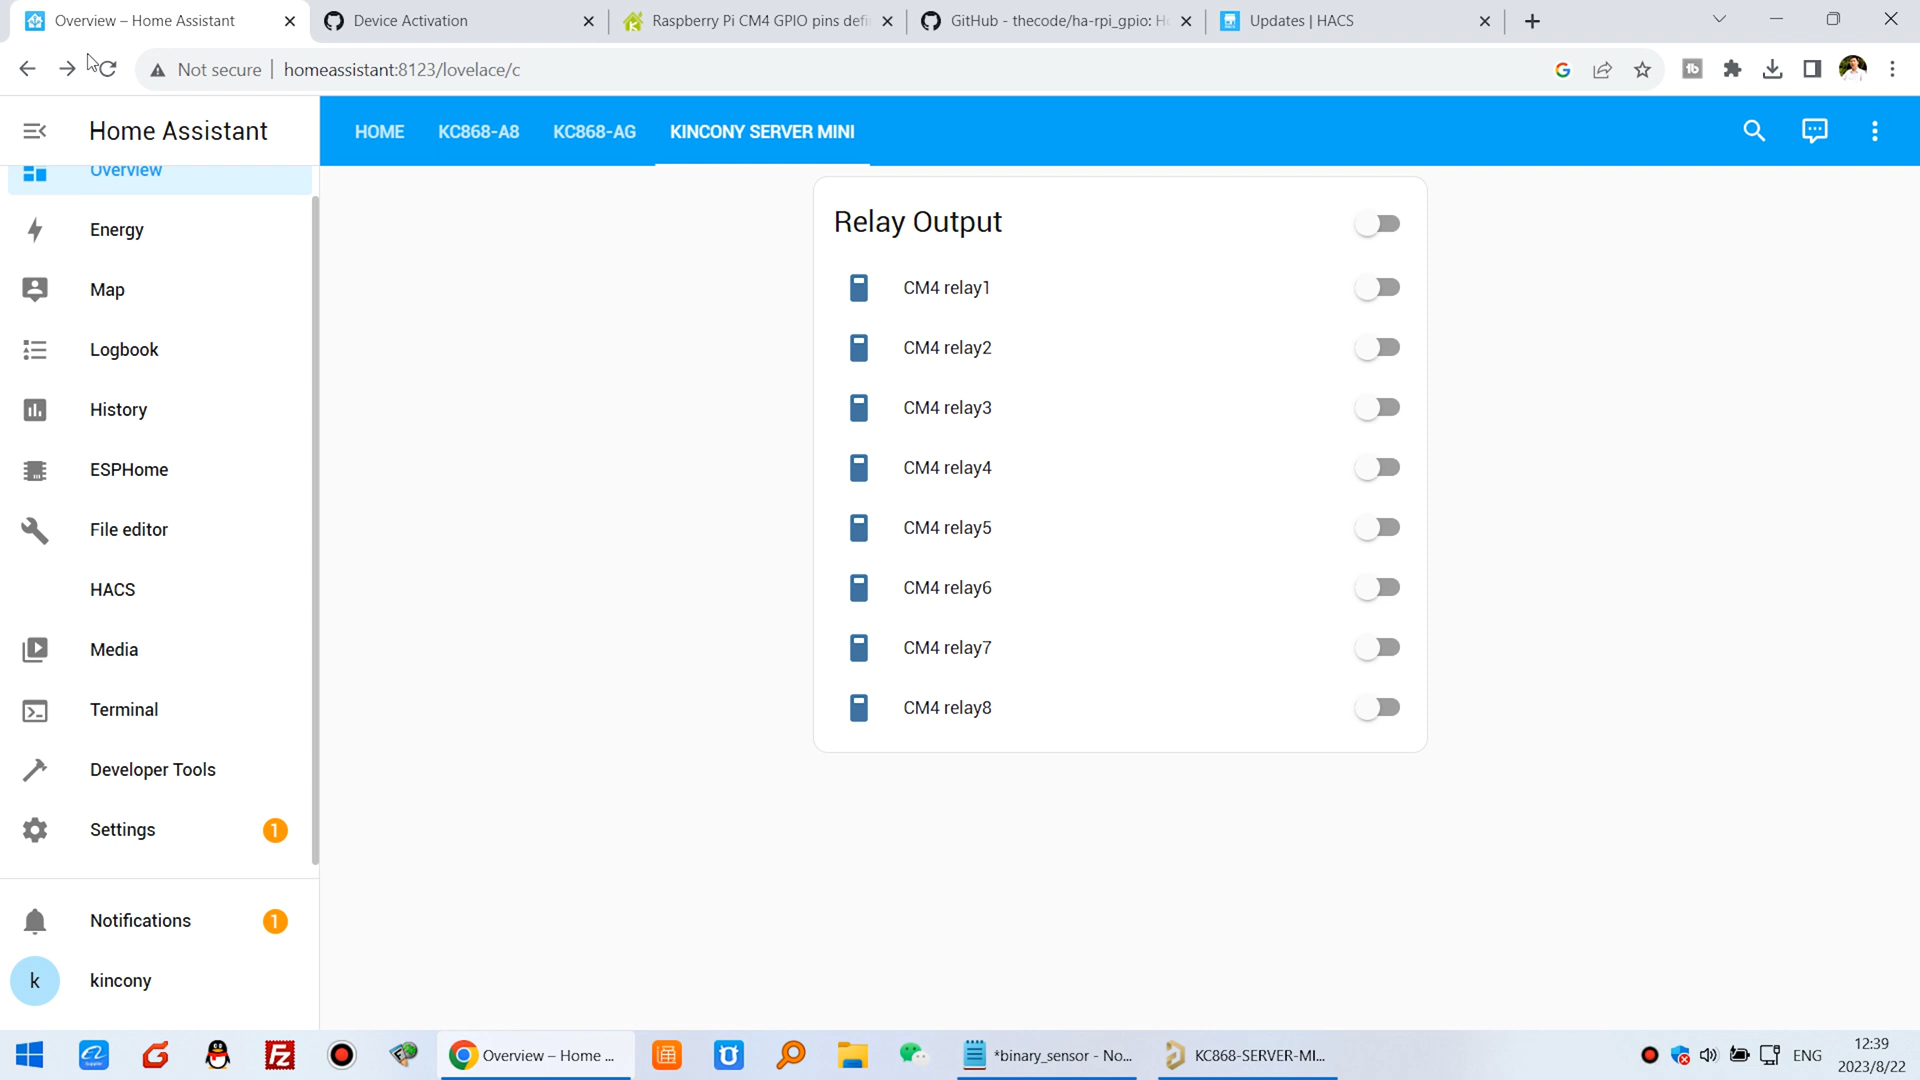 Overview – Home Assistant
Device Activation
Raspberry Pi CM4 GPIO pins defi
GitHub - thecode/ha-rpi_gpio: Ho
Updates | HACS
Not secure | homeassistant:8123/lovelace/c
Home Assistant
HOME KC868-A8 KC868-AG KINCONY SERVER MINI
Overview
Energy
Map
Logbook
History
ESPHome
File editor
HACS
Media
Terminal
Developer Tools
Settings 1
Notifications 1
k kincony
Relay Output
CM4 relay1
CM4 relay2
CM4 relay3
CM4 relay4
CM4 relay5
CM4 relay6
CM4 relay7
CM4 relay8
Overview – Home ...
*binary_sensor - No...
KC868-SERVER-MI...
ENG
12:39
2023/8/22